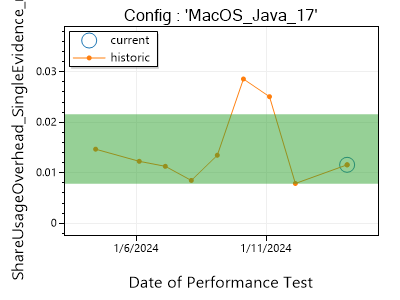 Config : 'MacOS_Java_17'
current
historic
0.03
0.02
0.01
0
ShareUsageOverhead_SingleEvidence_
1/6/2024
1/11/2024
Date of Performance Test